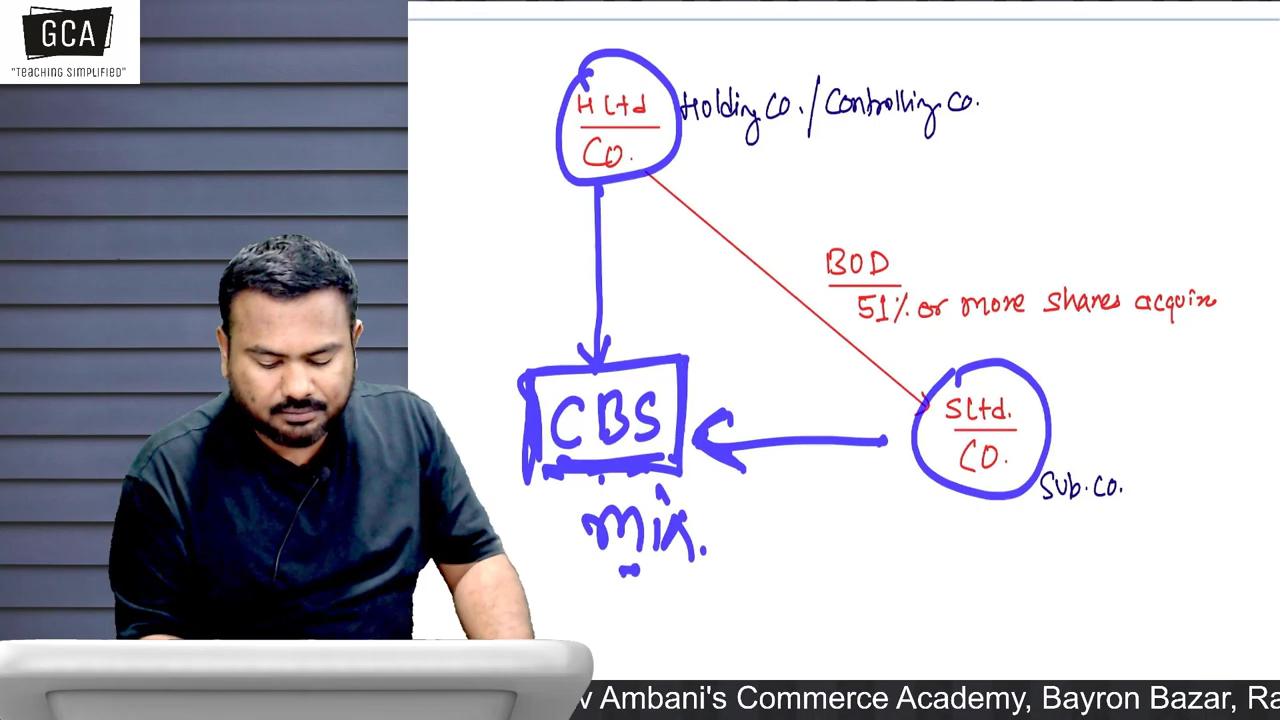 GCA
"TEACHING SIMPLIFIED"
H Ltd
Co.
Holding Co. / Controlling Co.
BOD
51% or more shares acquire
CBS
S Ltd.
CO.
Sub. Co.
mix.
v Ambani's Commerce Academy, Bayron Bazar, Ra